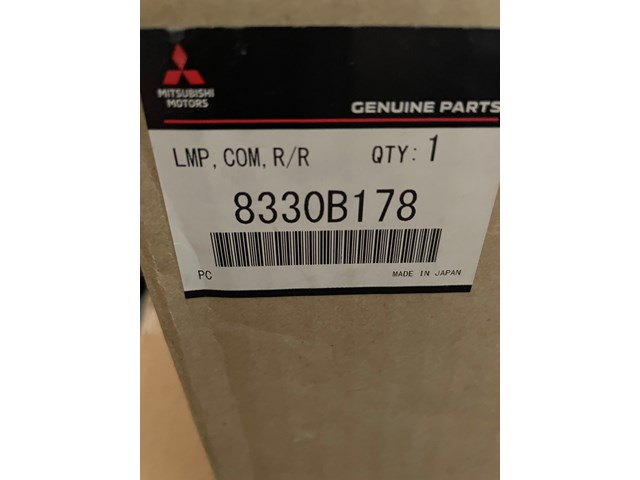 MITSUBISHI
MOTORS
GENUINE PARTS
LMP, COM, R/R QTY: 1
8330B178
PC MADE IN JAPAN